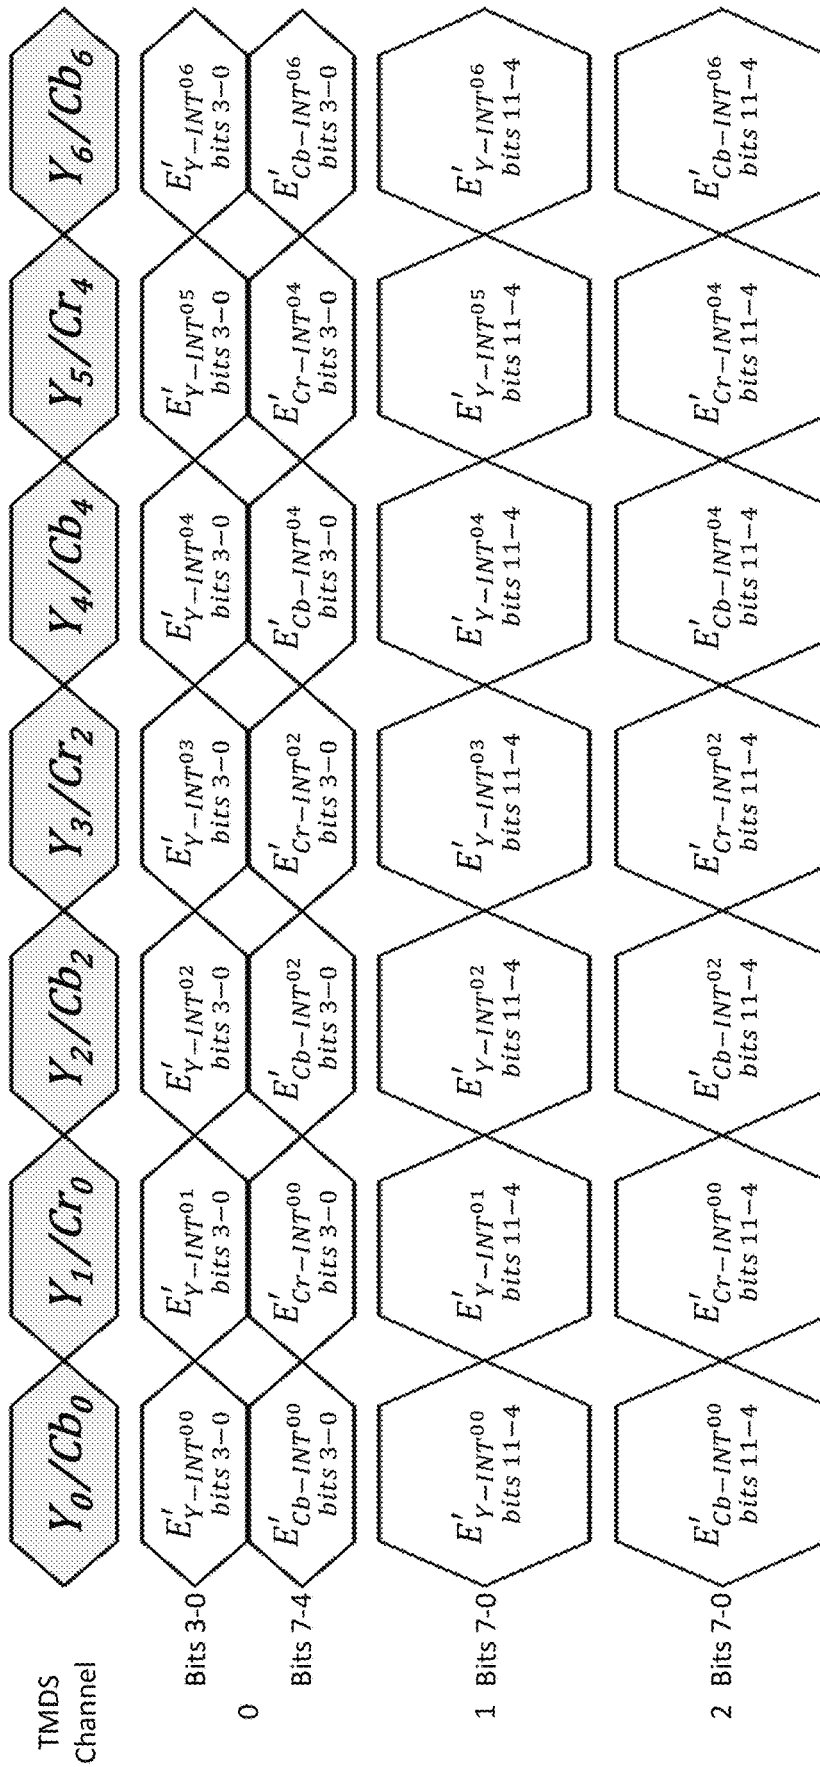 TMDS
Channel
Y₀/Cb₀
Y₁/Cr₀
Y₂/Cb₂
Y₃/Cr₂
Y₄/Cb₄
Y₅/Cr₄
Y₆/Cb₆
0
Bits 3-0
E′Y−INT⁰⁰
bits 3−0
E′Y−INT⁰¹
bits 3−0
E′Y−INT⁰²
bits 3−0
E′Y−INT⁰³
bits 3−0
E′Y−INT⁰⁴
bits 3−0
E′Y−INT⁰⁵
bits 3−0
E′Y−INT⁰⁶
bits 3−0
Bits 7-4
E′Cb−INT⁰⁰
bits 3−0
E′Cr−INT⁰⁰
bits 3−0
E′Cb−INT⁰²
bits 3−0
E′Cr−INT⁰²
bits 3−0
E′Cb−INT⁰⁴
bits 3−0
E′Cr−INT⁰⁴
bits 3−0
E′Cb−INT⁰⁶
bits 3−0
1 Bits 7-0
E′Y−INT⁰⁰
bits 11−4
E′Y−INT⁰¹
bits 11−4
E′Y−INT⁰²
bits 11−4
E′Y−INT⁰³
bits 11−4
E′Y−INT⁰⁴
bits 11−4
E′Y−INT⁰⁵
bits 11−4
E′Y−INT⁰⁶
bits 11−4
2 Bits 7-0
E′Cb−INT⁰⁰
bits 11−4
E′Cr−INT⁰⁰
bits 11−4
E′Cb−INT⁰²
bits 11−4
E′Cr−INT⁰²
bits 11−4
E′Cb−INT⁰⁴
bits 11−4
E′Cr−INT⁰⁴
bits 11−4
E′Cb−INT⁰⁶
bits 11−4